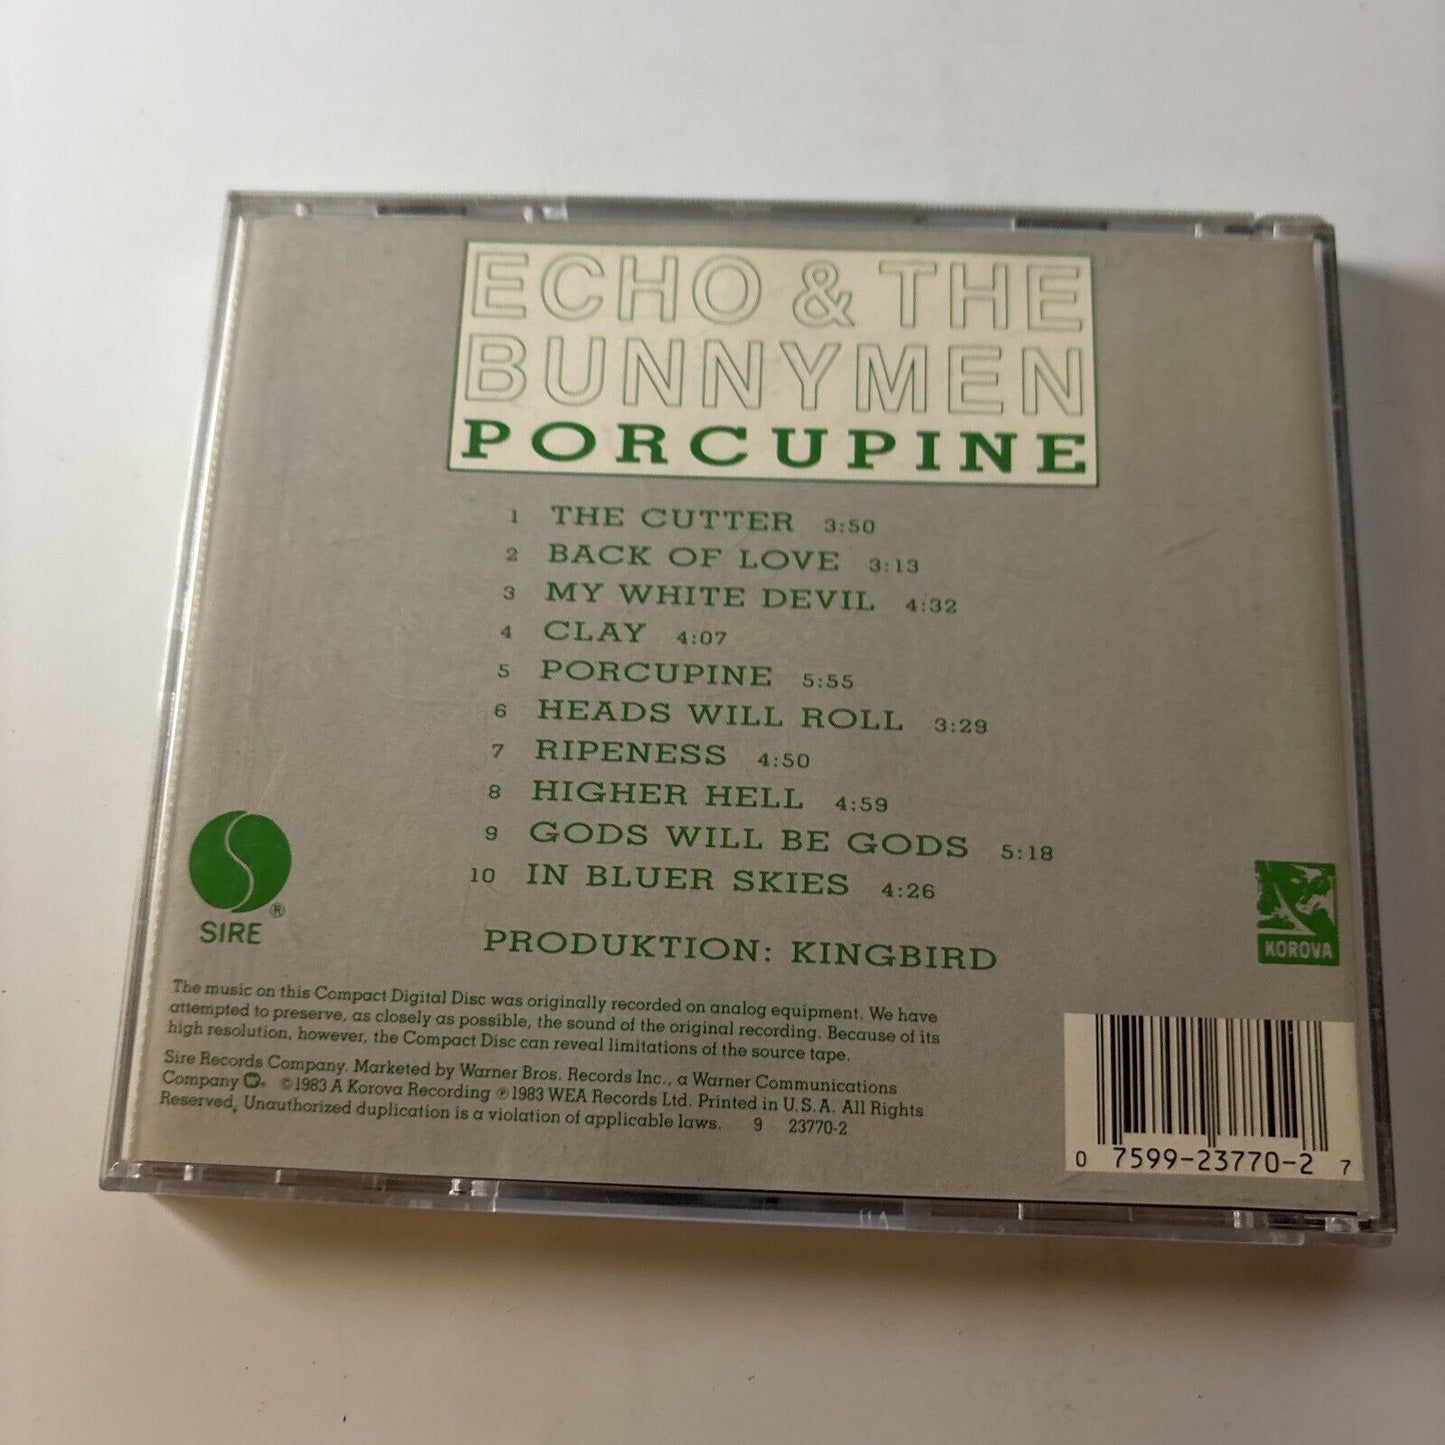 ECHO & THE
BUNNYMEN
PORCUPINE
1 THE CUTTER 3:50
2 BACK OF LOVE 3:13
3 MY WHITE DEVIL 4:32
4 CLAY 4:07
5 PORCUPINE 5:55
6 HEADS WILL ROLL 3:29
7 RIPENESS 4:50
8 HIGHER HELL 4:59
9 GODS WILL BE GODS 5:18
10 IN BLUER SKIES 4:26
PRODUKTION: KINGBIRD
SIRE ®
KOROVA
The music on this Compact Digital Disc was originally recorded on analog equipment. We have
attempted to preserve, as closely as possible, the sound of the original recording. Because of its
high resolution, however, the Compact Disc can reveal limitations of the source tape.
Sire Records Company. Marketed by Warner Bros. Records Inc., a Warner Communications
Company ©1983 A Korova Recording ℗1983 WEA Records Ltd. Printed in U.S.A. All Rights
Reserved. Unauthorized duplication is a violation of applicable laws. 9 23770-2
0 7599-23770-2 7